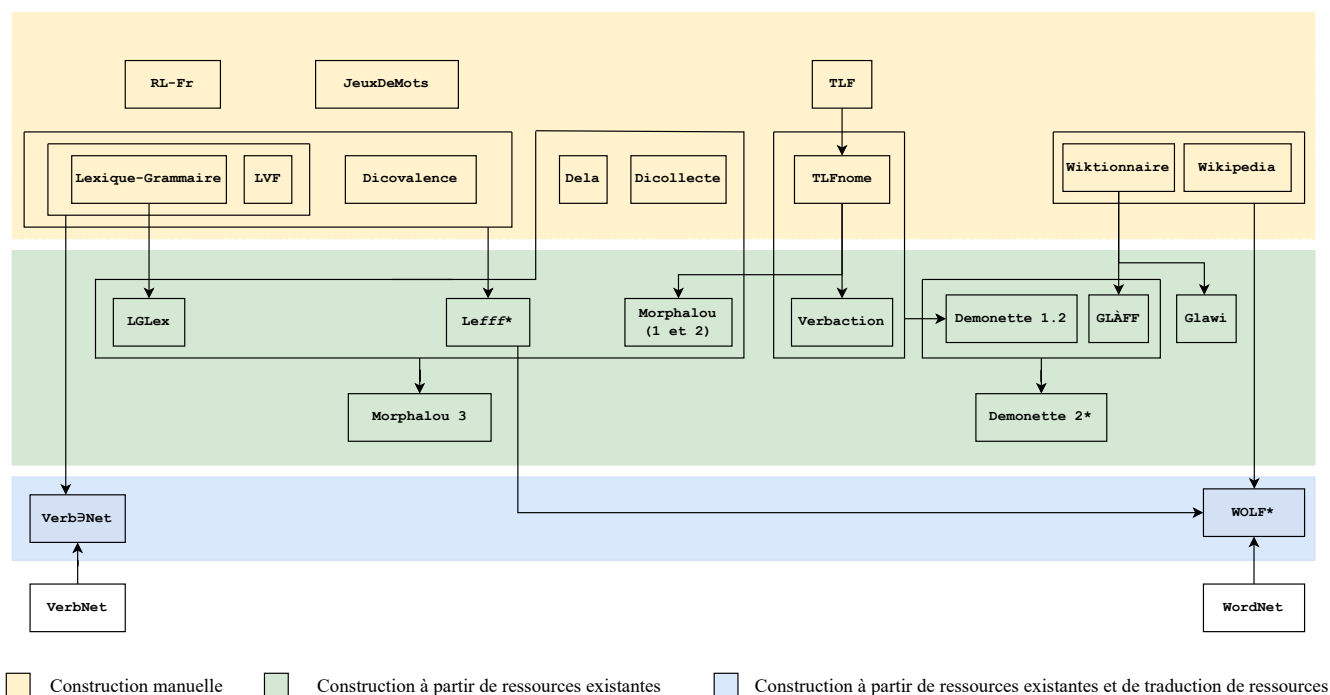 RL-Fr
JeuxDeMots
TLF
Lexique-Grammaire
LVF
Dicovalence
Dela
Dicollecte
TLFnome
Wiktionnaire
Wikipedia
LGLex
Lefff*
Morphalou
(1 et 2)
Verbaction
Demonette 1.2
GLÀFF
Glawi
Morphalou 3
Demonette 2*
Verb∃Net
WOLF*
VerbNet
WordNet
Construction manuelle
Construction à partir de ressources existantes
Construction à partir de ressources existantes et de traduction de ressources